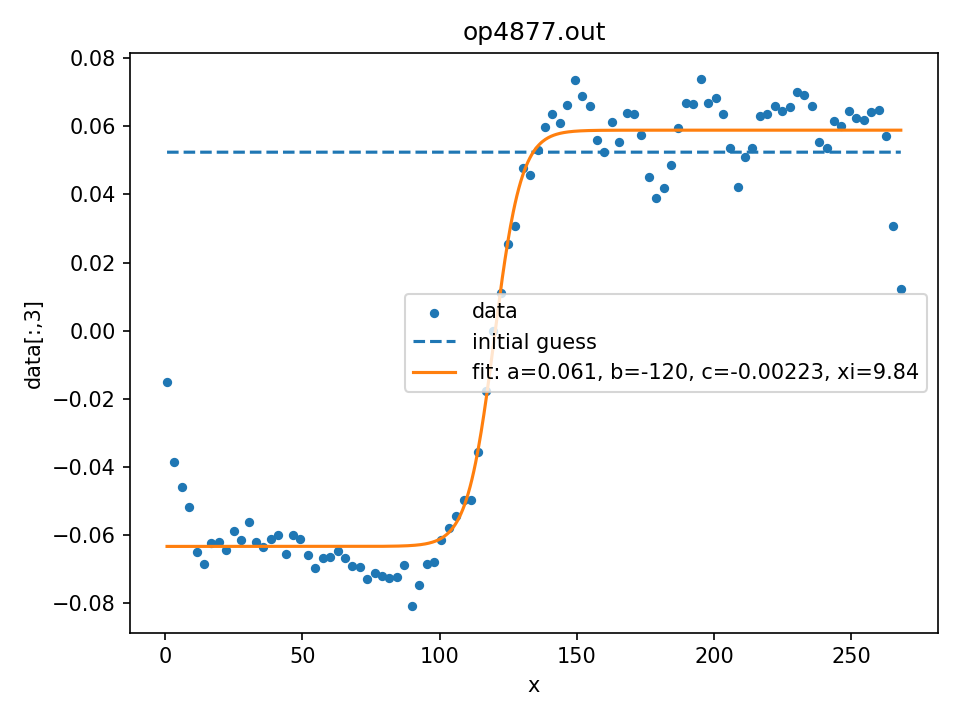 op4877.out
0.08
0.06
0.04
0.02
0.00
−0.02
−0.04
−0.06
−0.08
data[:,3]
data
initial guess
fit: a=0.061, b=-120, c=-0.00223, xi=9.84
0 50 100 150 200 250
x